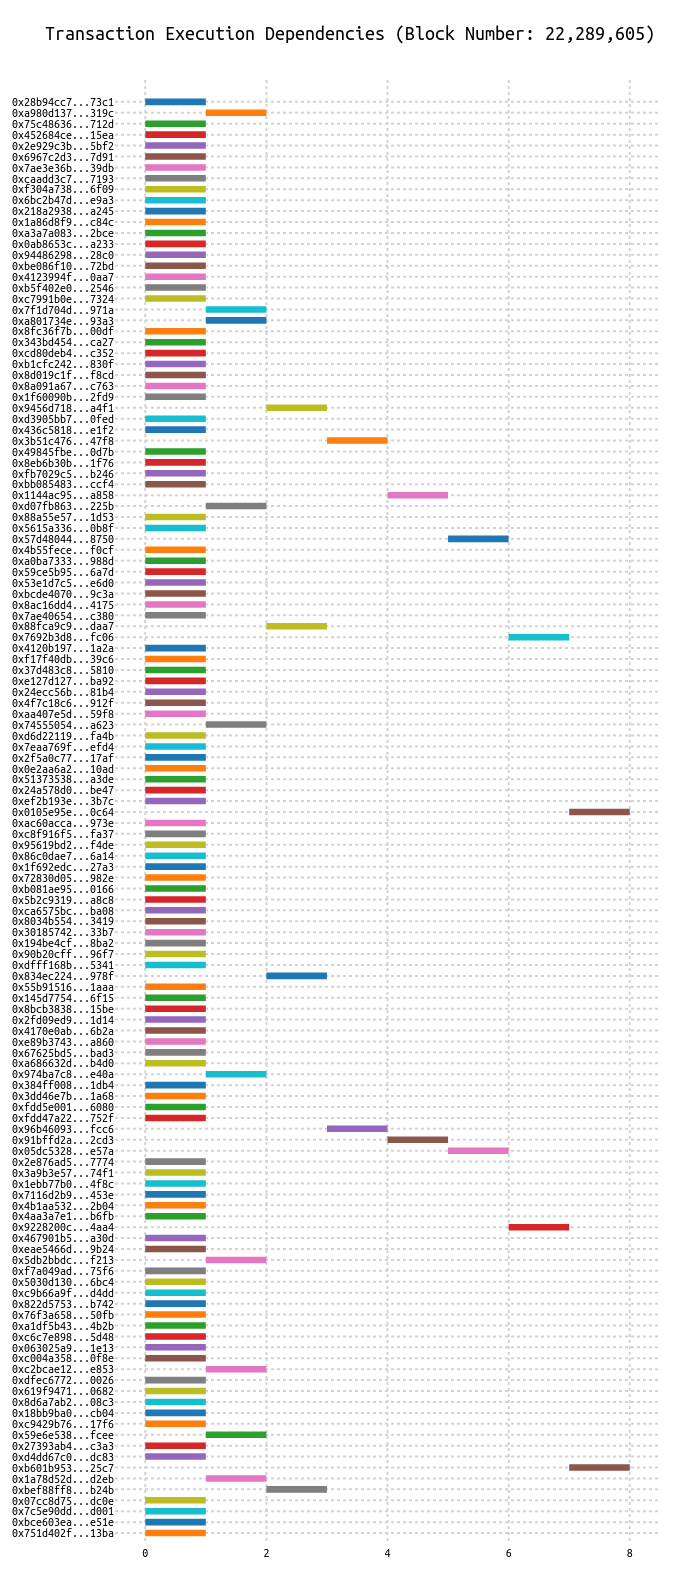 Transaction Execution Dependencies (Block Number: 22,289,605)
0x28b94cc7...73c1
0xa980d137...319c
0x75c48636...712d
0x452684ce...15ea
0x2e929c3b...5bf2
0x6967c2d3...7d91
0x7ae3e36b...39db
0xcaadd3c7...7193
0xf304a738...6f09
0x6bc2b47d...e9a3
0x218a2938...a245
0x1a86d8f9...c84c
0xa3a7a083...2bce
0x0ab8653c...a233
0x94486298...28c0
0xbe086f10...72bd
0x4123994f...0aa7
0xb5f402e0...2546
0xc7991b0e...7324
0x7f1d704d...971a
0xa801734e...93a3
0x8fc36f7b...00df
0x343bd454...ca27
0xcd80deb4...c352
0xb1cfc242...830f
0x8d019c1f...f8cd
0x8a091a67...c763
0x1f60090b...2fd9
0x9456d718...a4f1
0xd3905bb7...0fed
0x436c5818...e1f2
0x3b51c476...47f8
0x49845fbe...0d7b
0x8eb6b30b...1f76
0xfb7029c5...b246
0xbb085483...ccf4
0x1144ac95...a858
0xd07fb863...225b
0x88a55e57...1d53
0x5615a336...0b8f
0x57d48044...8750
0x4b55fece...f0cf
0xa0ba7333...988d
0x59ce5b95...6a7d
0x53e1d7c5...e6d0
0xbcde4070...9c3a
0x8ac16dd4...4175
0x7ae40654...c380
0x88fca9c9...daa7
0x7692b3d8...fc06
0x4120b197...1a2a
0xf17f40db...39c6
0x37d483c8...5810
0xe127d127...ba92
0x24ecc56b...81b4
0x4f7c18c6...912f
0xaa407e5d...59f8
0x74555054...a623
0xd6d22119...fa4b
0x7eaa769f...efd4
0x2f5a0c77...17af
0x0e2aa6a2...10ad
0x51373538...a3de
0x24a578d0...be47
0xef2b193e...3b7c
0x0105e95e...0c64
0xac60acca...973e
0xc8f916f5...fa37
0x95619bd2...f4de
0x86c0dae7...6a14
0x1f692edc...27a3
0x72830d05...982e
0xb081ae95...0166
0x5b2c9319...a8c8
0xca6575bc...ba08
0x8034b554...3419
0x30185742...33b7
0x194be4cf...8ba2
0x90b20cff...96f7
0xdfff168b...5341
0x834ec224...978f
0x55b91516...1aaa
0x145d7754...6f15
0x8bcb3838...15be
0x2fd09ed9...1d14
0x4170e0ab...6b2a
0xe89b3743...a860
0x67625bd5...bad3
0xa686632d...b4d0
0x974ba7c8...e40a
0x384ff008...1db4
0x3dd46e7b...1a68
0xfdd5e001...6080
0xfdd47a22...752f
0x96b46093...fcc6
0x91bffd2a...2cd3
0x05dc5328...e57a
0x2e876ad5...7774
0x3a9b3e57...74f1
0x1ebb77b0...4f8c
0x7116d2b9...453e
0x4b1aa532...2b04
0x4aa3a7e1...b6fb
0x9228200c...4aa4
0x467901b5...a30d
0xeae5466d...9b24
0x5db2bbdc...f213
0xf7a049ad...75f6
0x5030d130...6bc4
0xc9b66a9f...d4dd
0x822d5753...b742
0x76f3a658...50fb
0xa1df5b43...4b2b
0xc6c7e898...5d48
0x063025a9...1e13
0xc004a358...0f8e
0xc2bcae12...e853
0xdfec6772...0026
0x619f9471...0682
0x8d6a7ab2...08c3
0x18bb9ba0...cb04
0xc9429b76...17f6
0x59e6e538...fcee
0x27393ab4...c3a3
0xd4dd67c0...dc83
0xb601b953...25c7
0x1a78d52d...d2eb
0xbef88ff8...b24b
0x07cc8d75...dc0e
0x7c5e90dd...d001
0xbce603ea...e51e
0x751d402f...13ba
0 2 4 6 8